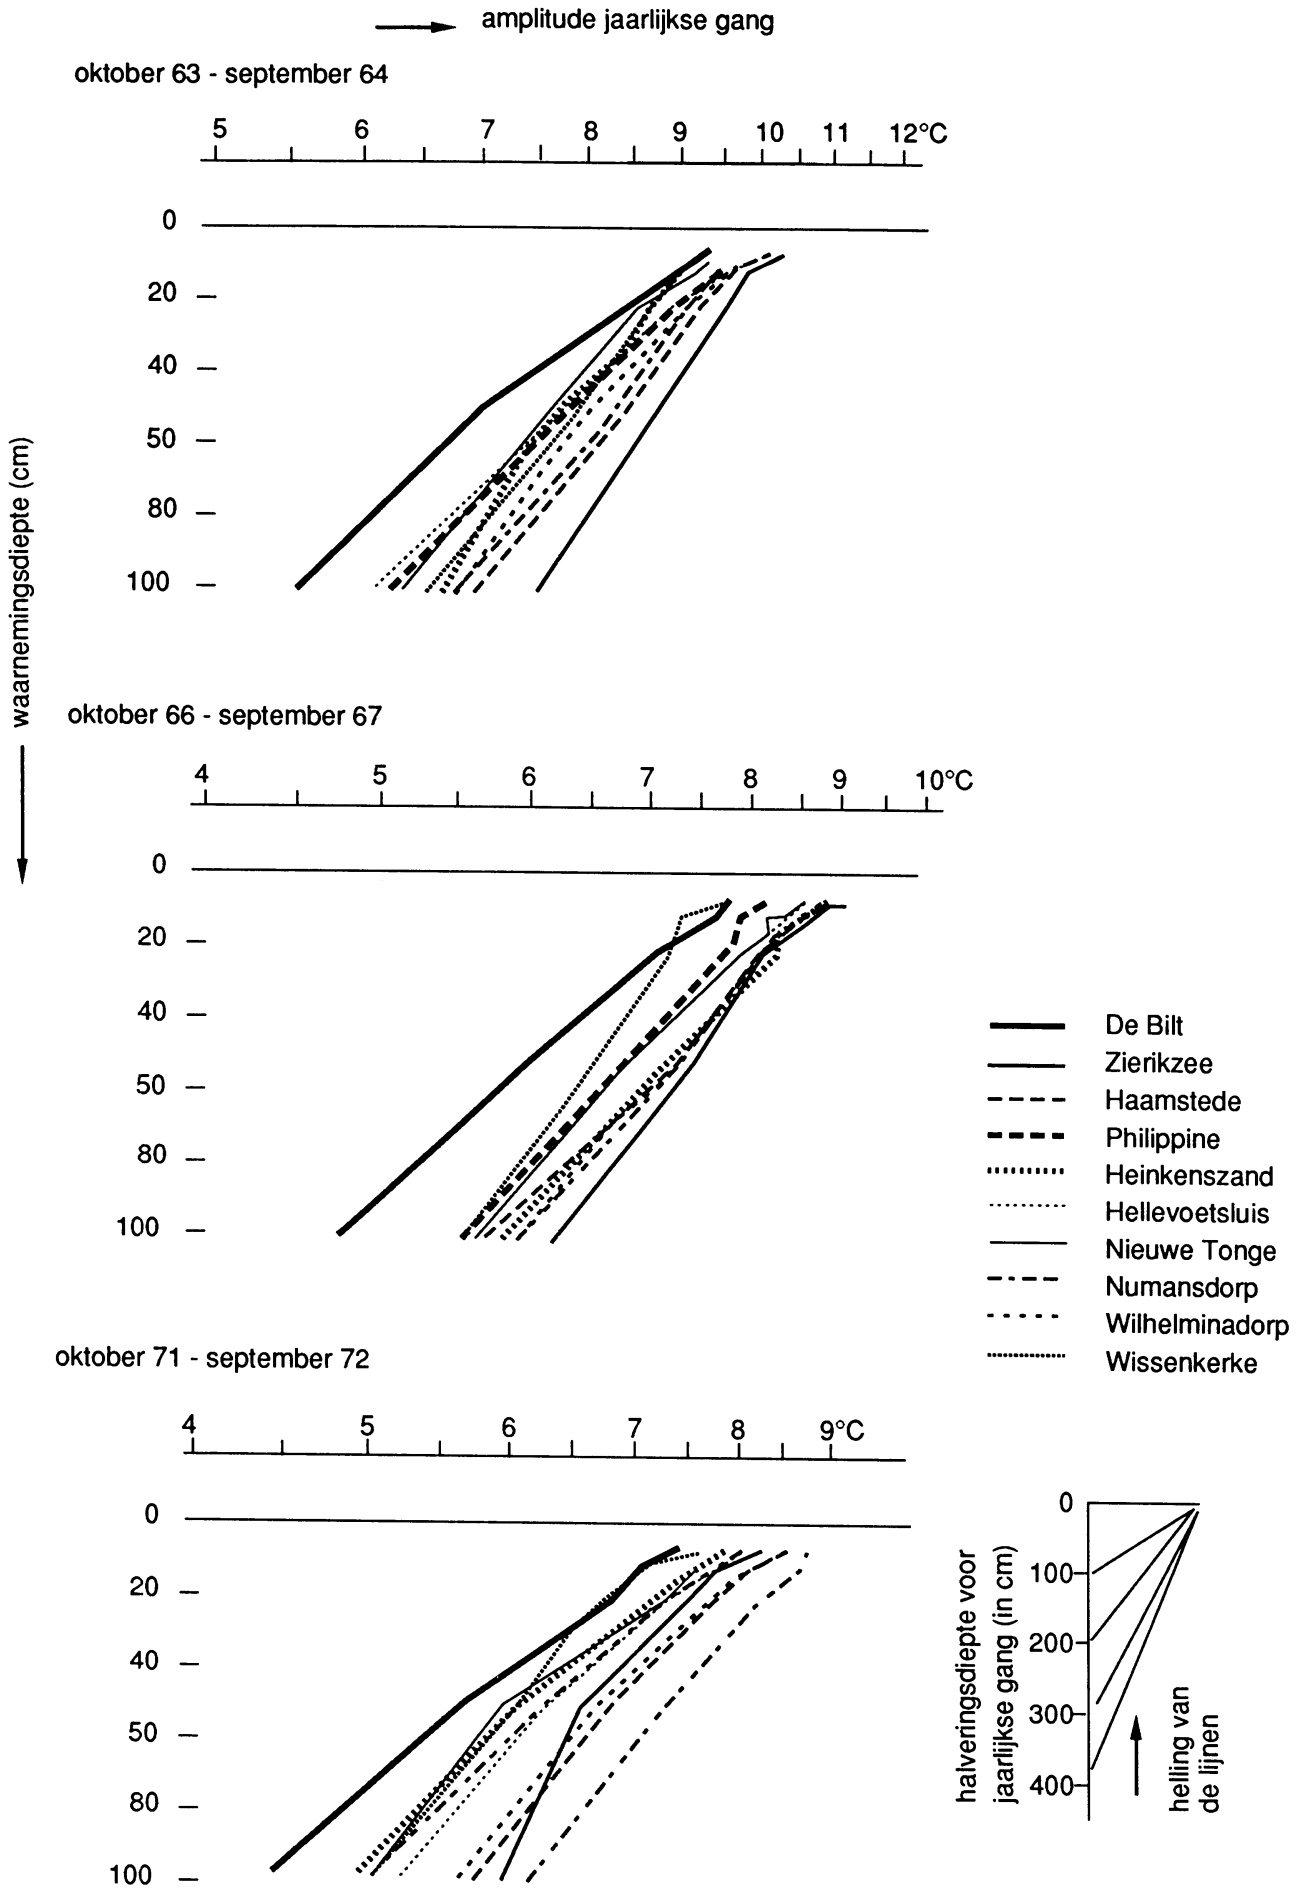 amplitude jaarlijkse gang
oktober 63 - september 64
5 6 7 8 9 10 11 12°C
0
20
40
50
80
100
waarnemingsdiepte (cm)
oktober 66 - september 67
4 5 6 7 8 9 10°C
0
20
40
50
80
100
De Bilt
Zierikzee
Haamstede
Philippine
Heinkenszand
Hellevoetsluis
Nieuwe Tonge
Numansdorp
Wilhelminadorp
Wissenkerke
oktober 71 - september 72
4 5 6 7 8 9°C
0
20
40
50
80
100
halveringsdiepte voor
jaarlijkse gang (in cm)
0
100
200
300
400
helling van
de lijnen